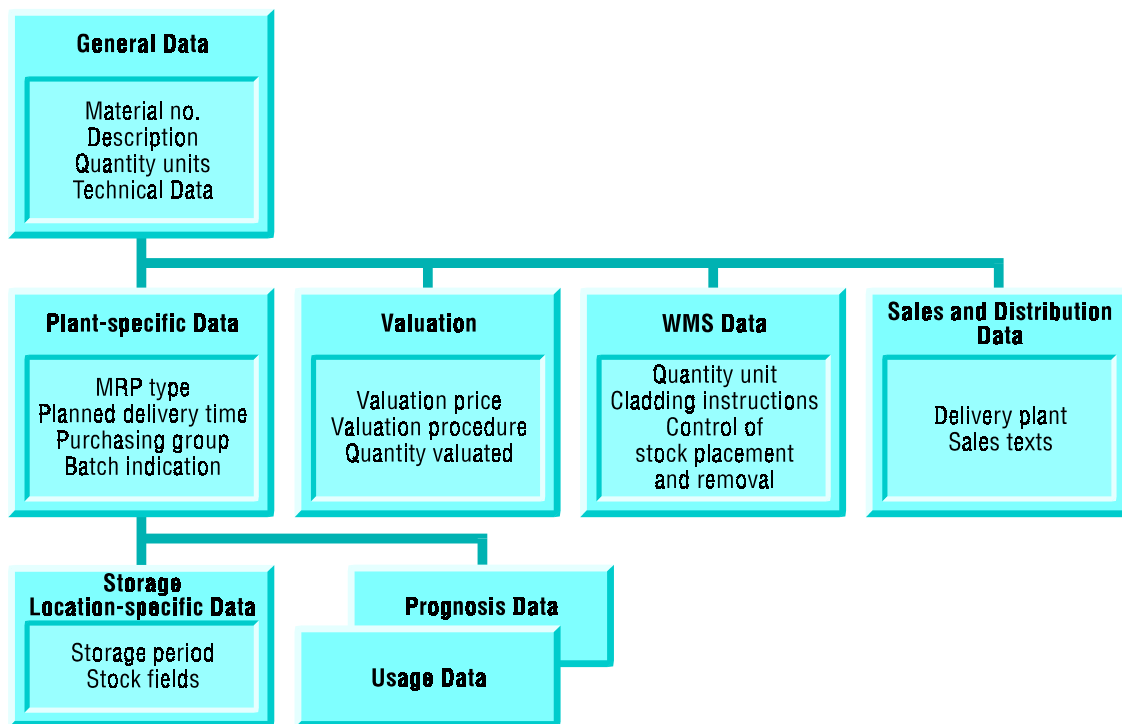 General Data
Material no.
Description
Quantity units
Technical Data
Plant-specific Data
MRP type
Planned delivery time
Purchasing group
Batch indication
Valuation
Valuation price
Valuation procedure
Quantity valuated
WMS Data
Quantity unit
Cladding instructions
Control of
stock placement
and removal
Sales and Distribution
Data
Delivery plant
Sales texts
Storage
Location-specific Data
Storage period
Stock fields
Prognosis Data
Usage Data